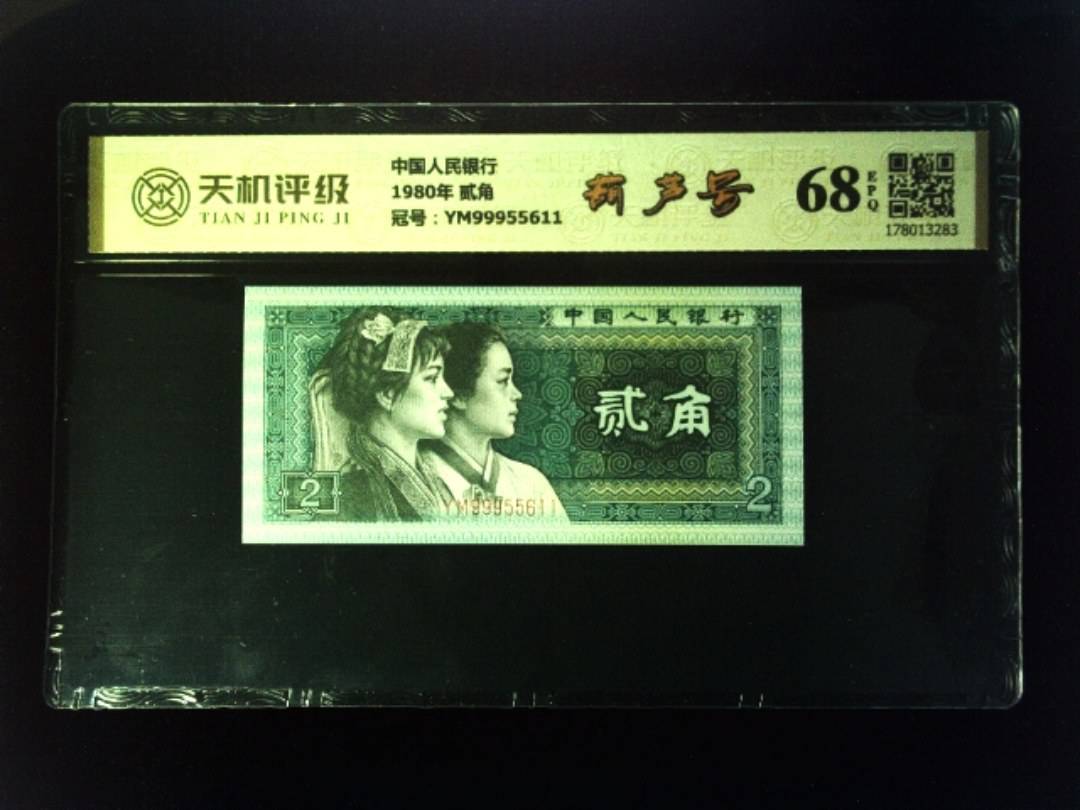 天机评级
TIAN JI PING JI
中国人民银行
1980年 贰角
冠号：YM99955611
葫芦号
68
EPQ
178013283
中国人民银行
贰角
2
2
YM99955611